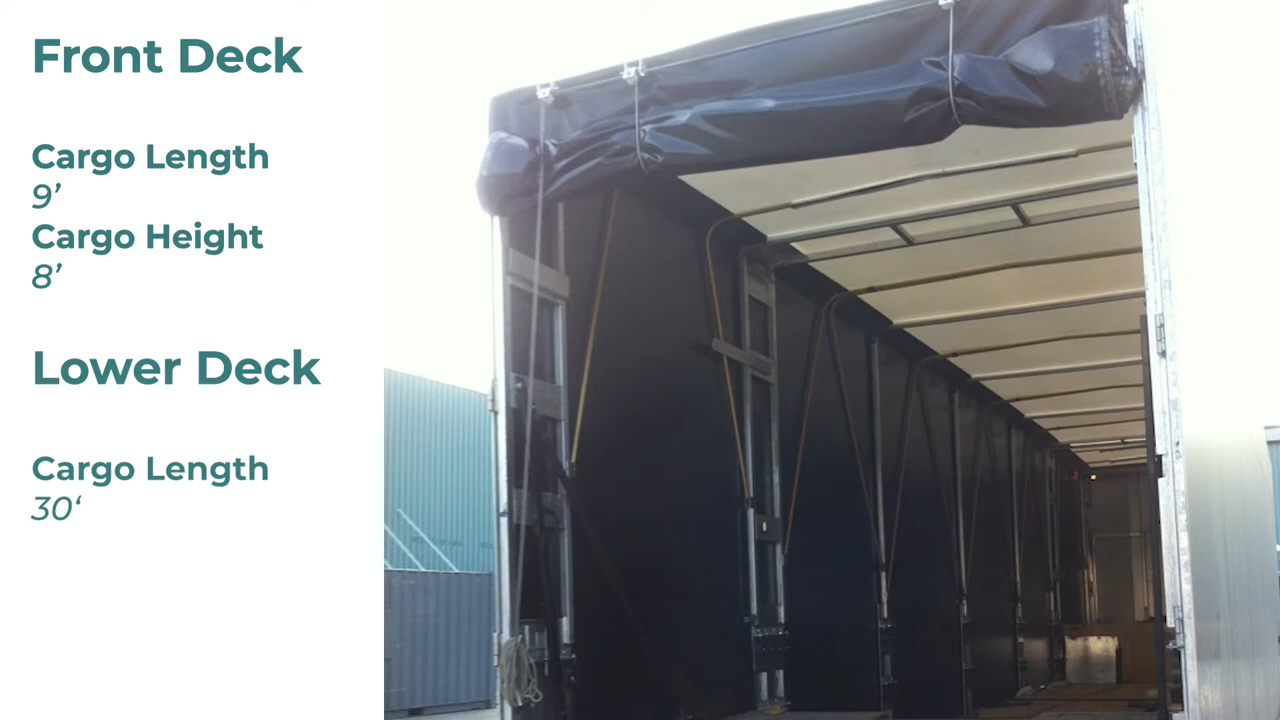 Front Deck
Cargo Length
9’
Cargo Height
8’
Lower Deck
Cargo Length
30‘